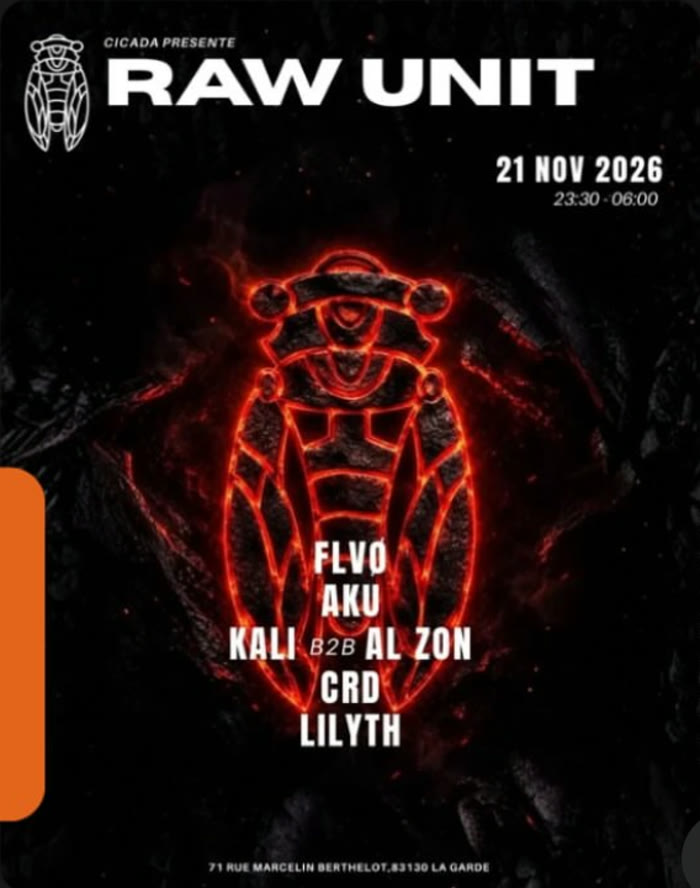 CICADA PRESENTE
RAW UNIT
21 NOV 2026
23:30 - 06:00
FLVØ
AKU
KALI B2B AL ZON
CRD
LILYTH
71 RUE MARCELIN BERTHELOT,83130 LA GARDE